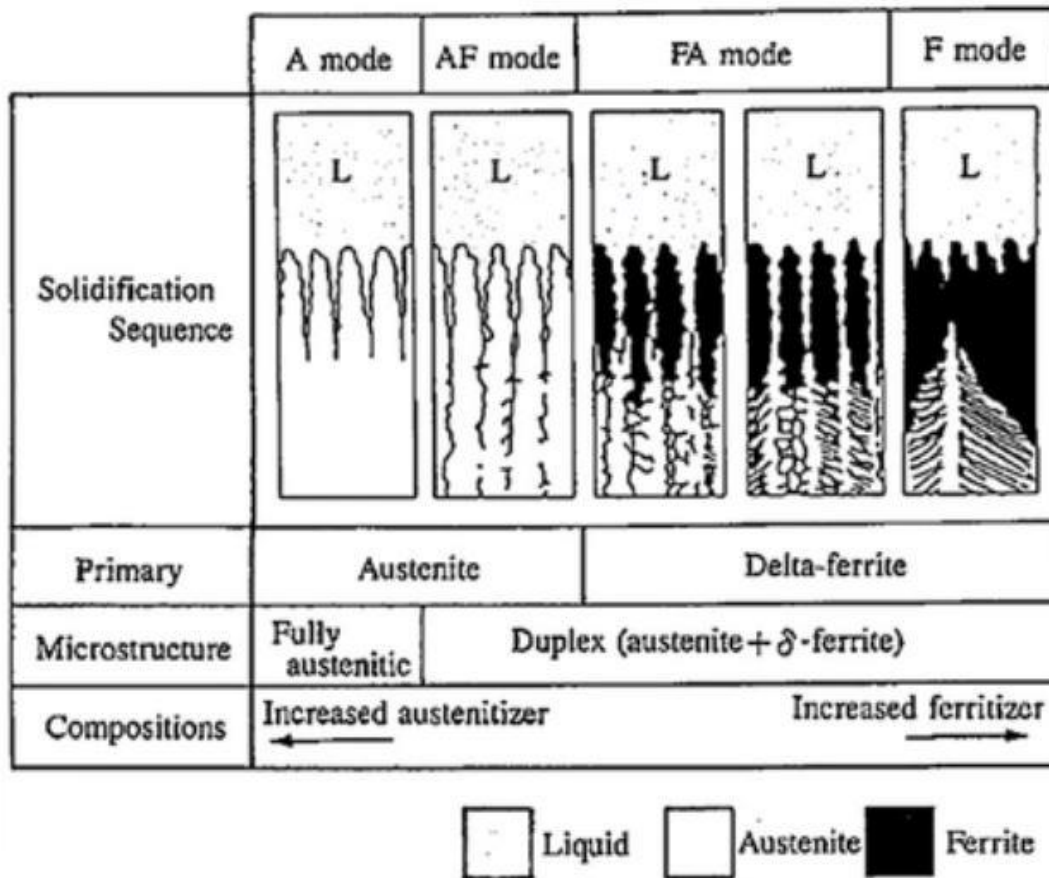 A mode
AF mode
FA mode
F mode
L
L
L
L
L
Solidification
Sequence
Primary
Austenite
Delta-ferrite
Microstructure
Fully
austenitic
Duplex (austenite+δ-ferrite)
Compositions
Increased austenitizer
Increased ferritizer
Liquid
Austenite
Ferrite